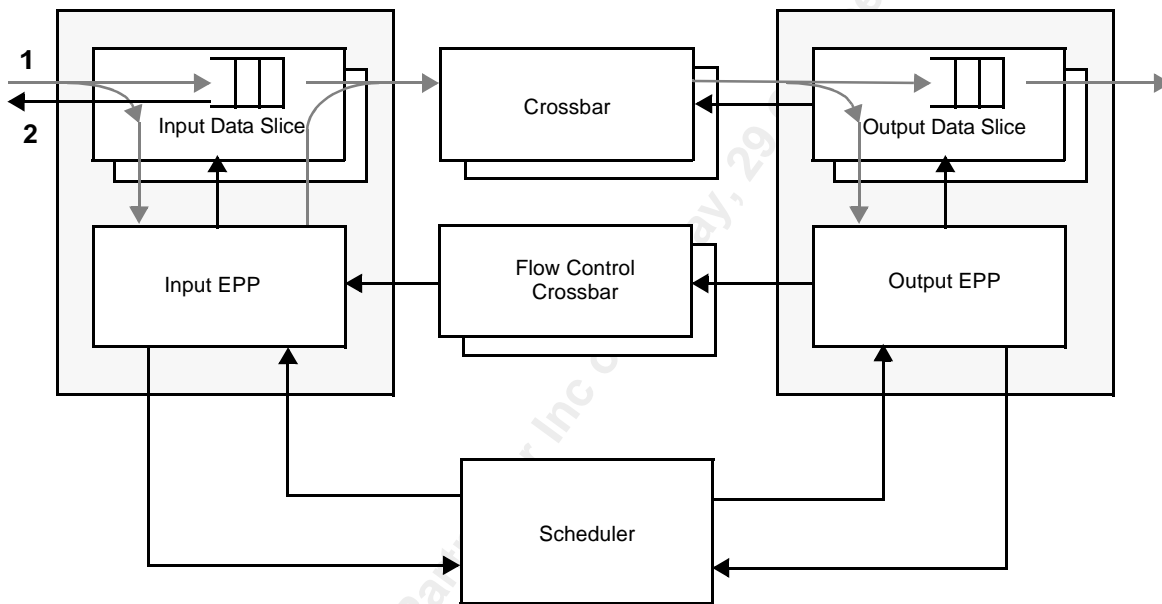 1
2
Input Data Slice
Crossbar
Output Data Slice
Input EPP
Flow Control
Crossbar
Output EPP
Scheduler